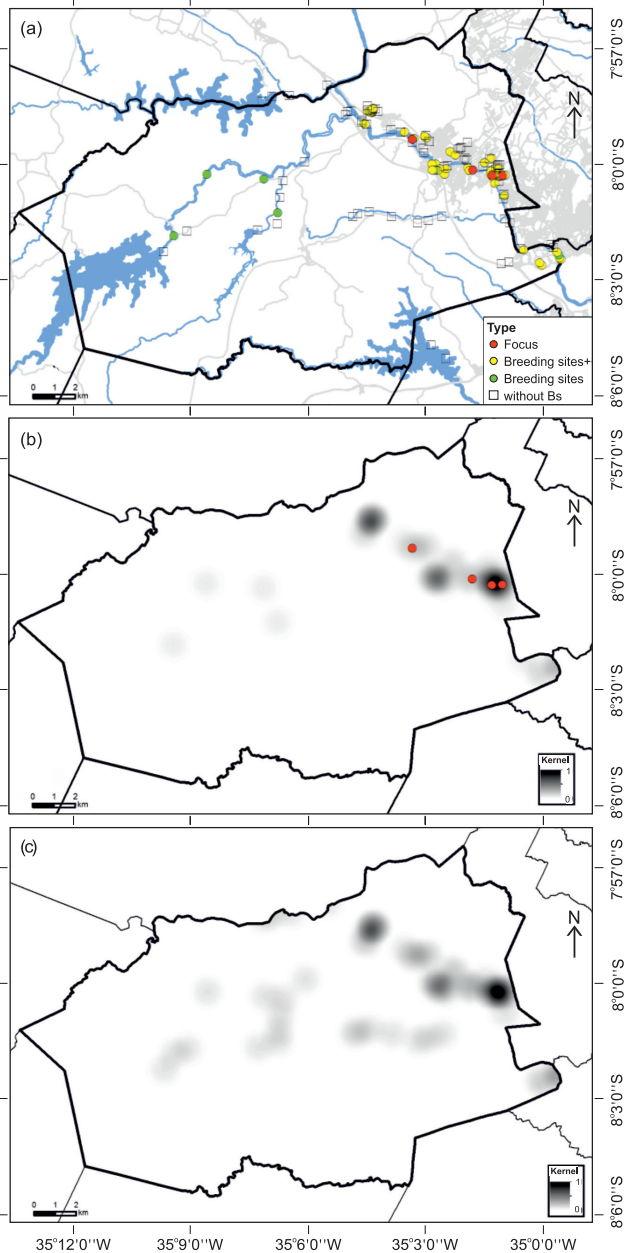 (a)
7°57'0''S
N
8°0'0''S
8°3'0''S
Type
Focus
Breeding sites+
Breeding sites
without Bs
0 1 2
km
8°6'0''S
(b)
7°57'0''S
N
8°0'0''S
8°3'0''S
Kernel
1
0
0 1 2
km
8°6'0''S
(c)
7°57'0''S
N
8°0'0''S
8°3'0''S
Kernel
1
0
0 1 2
km
8°6'0''S
35°12'0''W 35°9'0''W 35°6'0''W 35°3'0''W 35°0'0''W